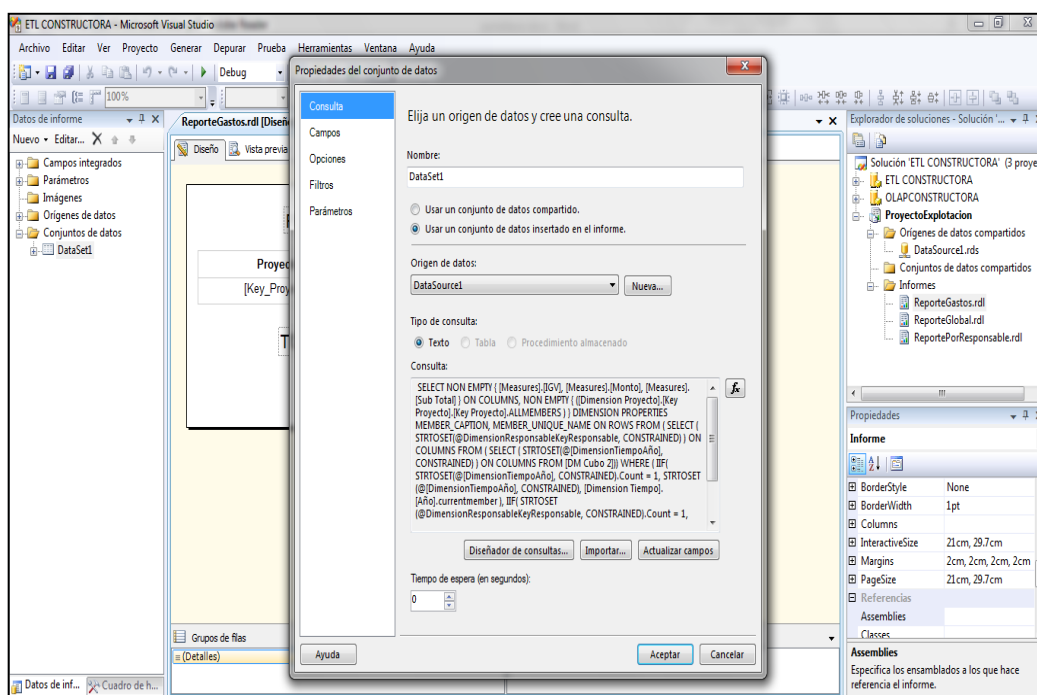 ETL CONSTRUCTORA - Microsoft Visual Studio
Archivo Editar Ver Proyecto Generar Depurar Prueba Herramientas Ventana Ayuda
Debug
100%
Datos de informe
Nuevo Editar...
Campos integrados
Parámetros
Imágenes
Orígenes de datos
Conjuntos de datos
DataSet1
Datos de inf... Cuadro de h...
ReporteGastos.rdl [Diseñ
Diseño Vista previa
Proyec
[Key_Proy
Grupos de filas
(Detalles)
Propiedades del conjunto de datos
Consulta
Campos
Opciones
Filtros
Parámetros
Elija un origen de datos y cree una consulta.
Nombre:
DataSet1
Usar un conjunto de datos compartido.
Usar un conjunto de datos insertado en el informe.
Origen de datos:
DataSource1 Nueva...
Tipo de consulta:
Texto Tabla Procedimiento almacenado
Consulta:
SELECT NON EMPTY { [Measures].[IGV], [Measures].[Monto], [Measures].
[Sub Total] } ON COLUMNS, NON EMPTY { ([Dimension Proyecto].[Key
Proyecto].[Key Proyecto].ALLMEMBERS ) } DIMENSION PROPERTIES
MEMBER_CAPTION, MEMBER_UNIQUE_NAME ON ROWS FROM ( SELECT (
STRTOSET(@DimensionResponsableKeyResponsable, CONSTRAINED) ) ON
COLUMNS FROM ( SELECT ( STRTOSET(@[DimensionTiempoAño],
CONSTRAINED) ) ON COLUMNS FROM [DM Cubo 2])) WHERE ( IIF(
STRTOSET(@[DimensionTiempoAño], CONSTRAINED).Count = 1, STRTOSET
(@[DimensionTiempoAño], CONSTRAINED), [Dimension Tiempo].
[Año].currentmember ), IIF( STRTOSET
(@DimensionResponsableKeyResponsable, CONSTRAINED).Count = 1,
fx
Diseñador de consultas... Importar... Actualizar campos
Tiempo de espera (en segundos):
0
Ayuda Aceptar Cancelar
Explorador de soluciones - Solución '...
Solución 'ETL CONSTRUCTORA' (3 proye
ETL CONSTRUCTORA
OLAPCONSTRUCTORA
ProyectoExplotacion
Orígenes de datos compartidos
DataSource1.rds
Conjuntos de datos compartidos
Informes
ReporteGastos.rdl
ReporteGlobal.rdl
ReportePorResponsable.rdl
Propiedades
Informe
BorderStyle None
BorderWidth 1pt
Columns
InteractiveSize 21cm, 29.7cm
Margins 2cm, 2cm, 2cm, 2cm
PageSize 21cm, 29.7cm
Referencias
Assemblies
Classes
Assemblies
Especifica los ensamblados a los que hace
referencia el informe.